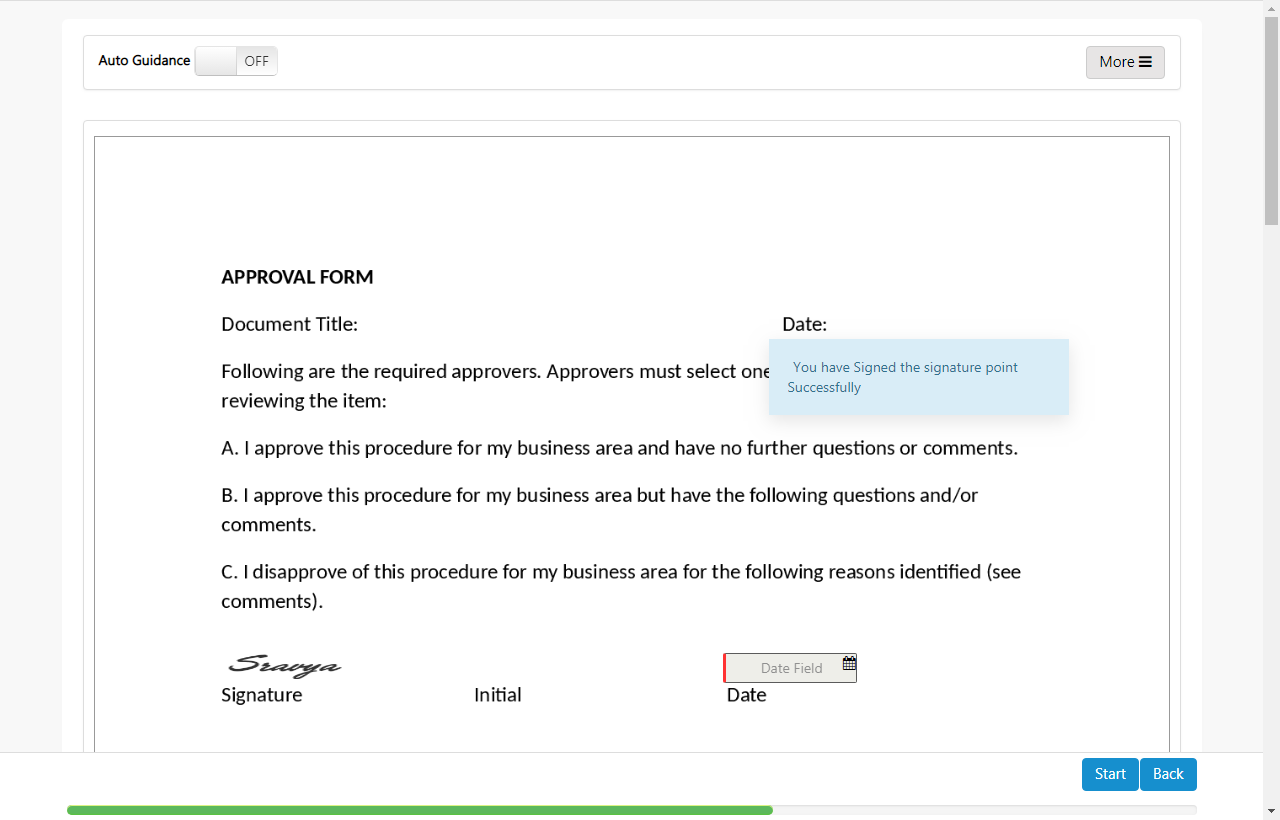 Auto Guidance OFF More
APPROVAL FORM
Document Title: Date:
Following are the required approvers. Approvers must select one
reviewing the item:
You have Signed the signature point
Successfully
A. I approve this procedure for my business area and have no further questions or comments.
B. I approve this procedure for my business area but have the following questions and/or
comments.
C. I disapprove of this procedure for my business area for the following reasons identified (see
comments).
Sravya Date Field
Signature Initial Date
Start Back